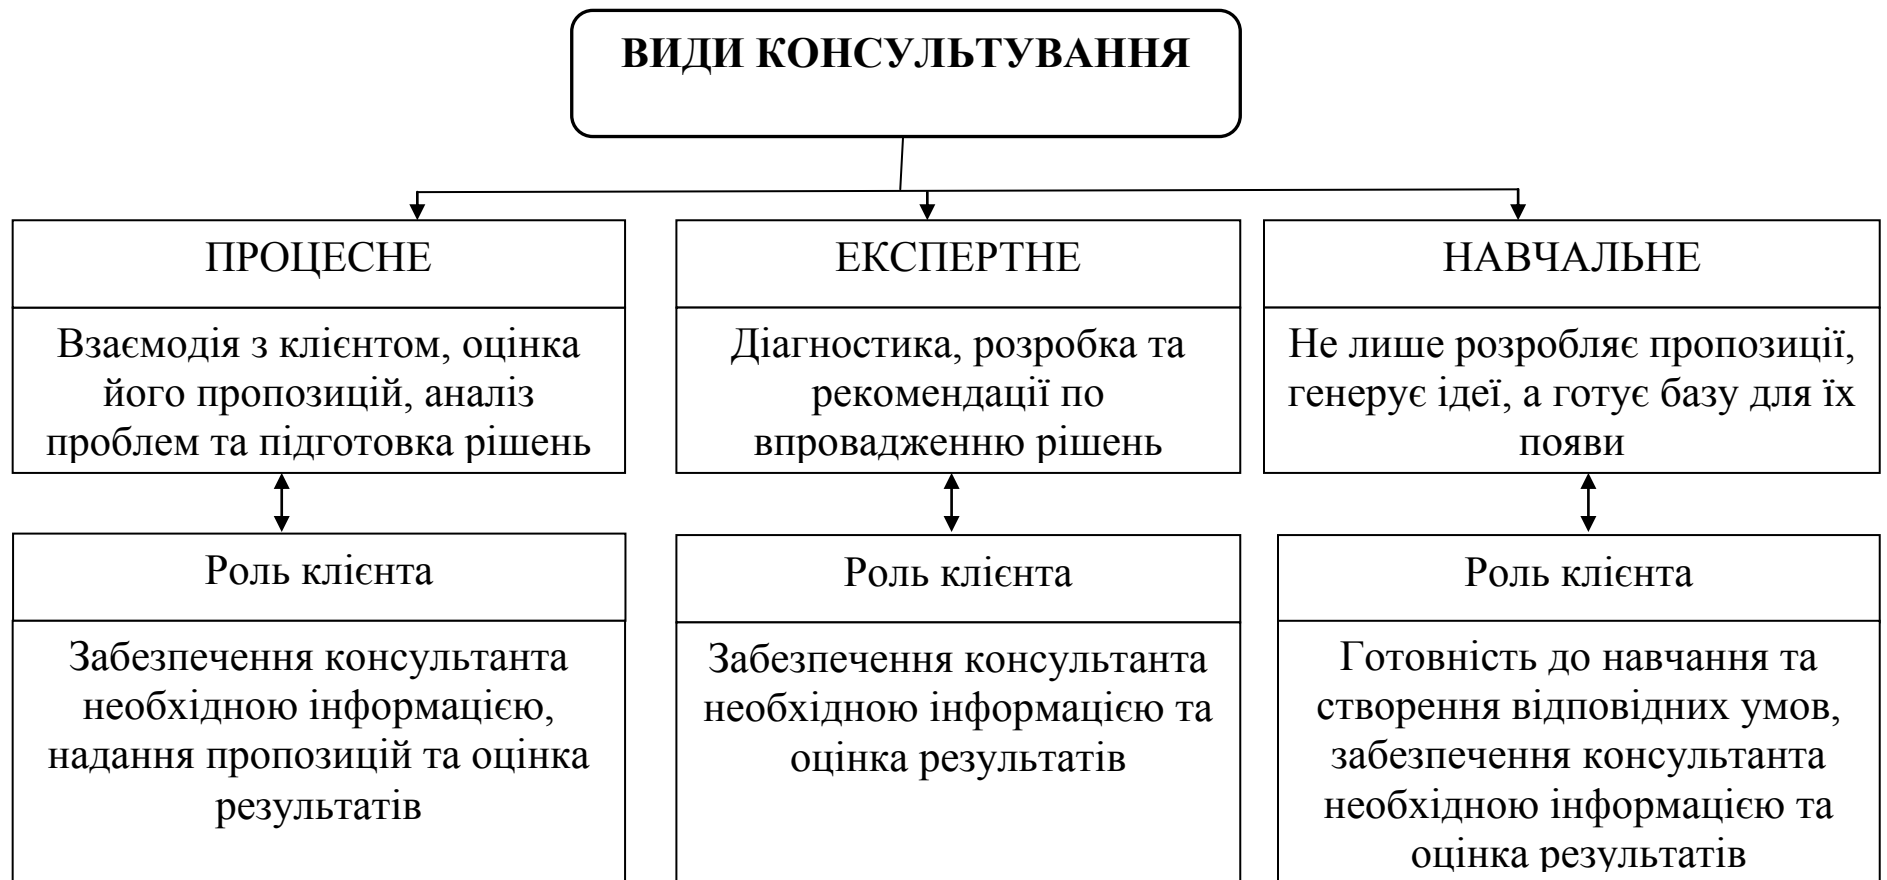 ВИДИ КОНСУЛЬТУВАННЯ
ПРОЦЕСНЕ
Взаємодія з клієнтом, оцінка
його пропозицій, аналіз
проблем та підготовка рішень
ЕКСПЕРТНЕ
Діагностика, розробка та
рекомендації по
впровадженню рішень
НАВЧАЛЬНЕ
Не лише розробляє пропозиції,
генерує ідеї, а готує базу для їх
появи
Роль клієнта
Забезпечення консультанта
необхідною інформацією,
надання пропозицій та оцінка
результатів
Роль клієнта
Забезпечення консультанта
необхідною інформацією та
оцінка результатів
Роль клієнта
Готовність до навчання та
створення відповідних умов,
забезпечення консультанта
необхідною інформацією та
оцінка результатів